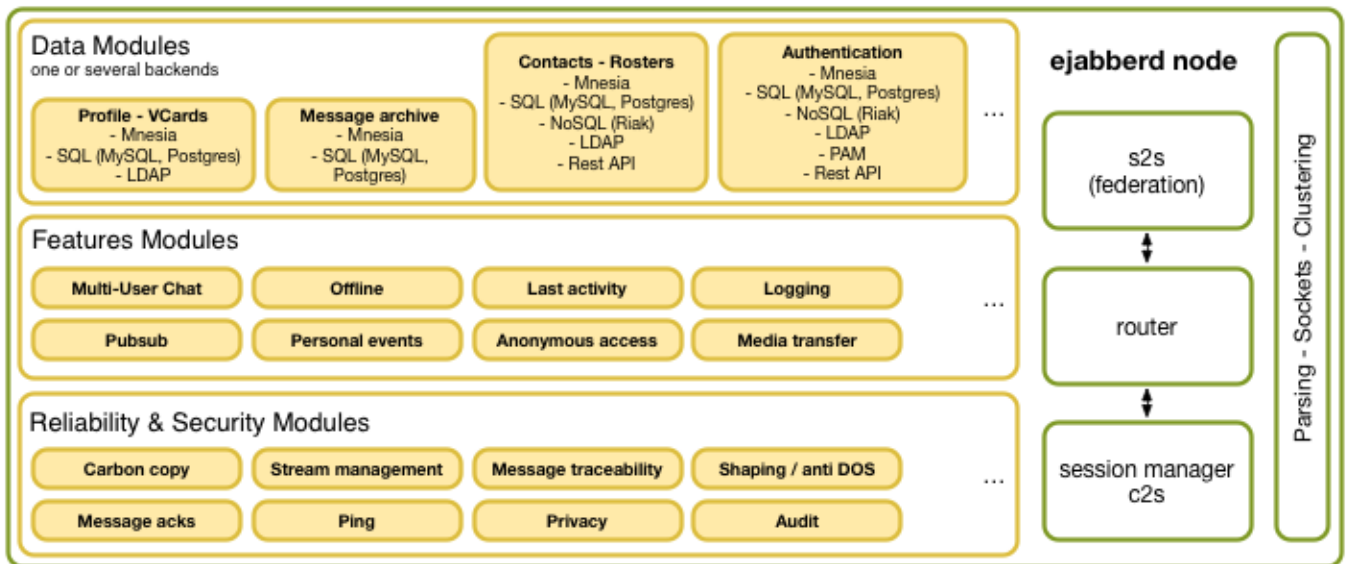 Data Modules
one or several backends
Profile - VCards
- Mnesia
- SQL (MySQL, Postgres)
- LDAP
Message archive
- Mnesia
- SQL (MySQL,
Postgres)
Contacts - Rosters
- Mnesia
- SQL (MySQL, Postgres)
- NoSQL (Riak)
- LDAP
- Rest API
Authentication
- Mnesia
- SQL (MySQL, Postgres)
- NoSQL (Riak)
- LDAP
- PAM
- Rest API
...
Features Modules
Multi-User Chat
Offline
Last activity
Logging
Pubsub
Personal events
Anonymous access
Media transfer
...
Reliability & Security Modules
Carbon copy
Stream management
Message traceability
Shaping / anti DOS
Message acks
Ping
Privacy
Audit
...
ejabberd node
s2s
(federation)
router
session manager
c2s
Parsing - Sockets - Clustering